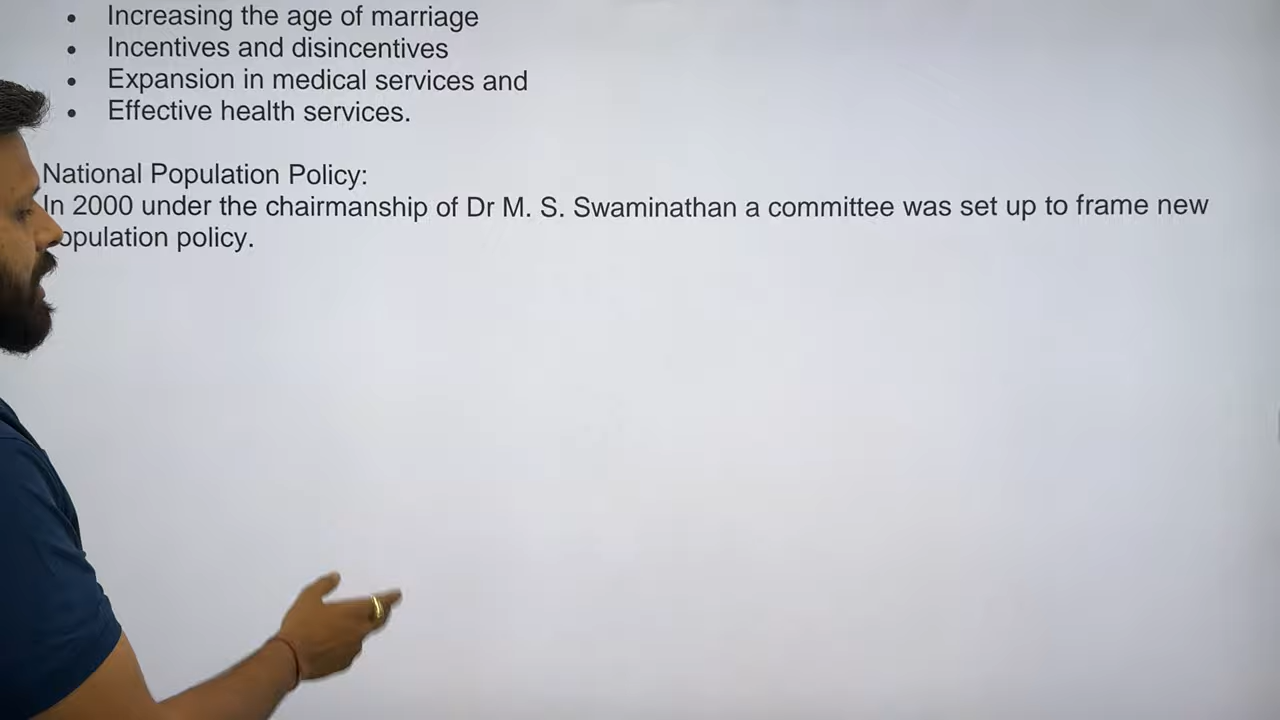 • Increasing the age of marriage
• Incentives and disincentives
• Expansion in medical services and
• Effective health services.
National Population Policy:
In 2000 under the chairmanship of Dr M. S. Swaminathan a committee was set up to frame new
opulation policy.